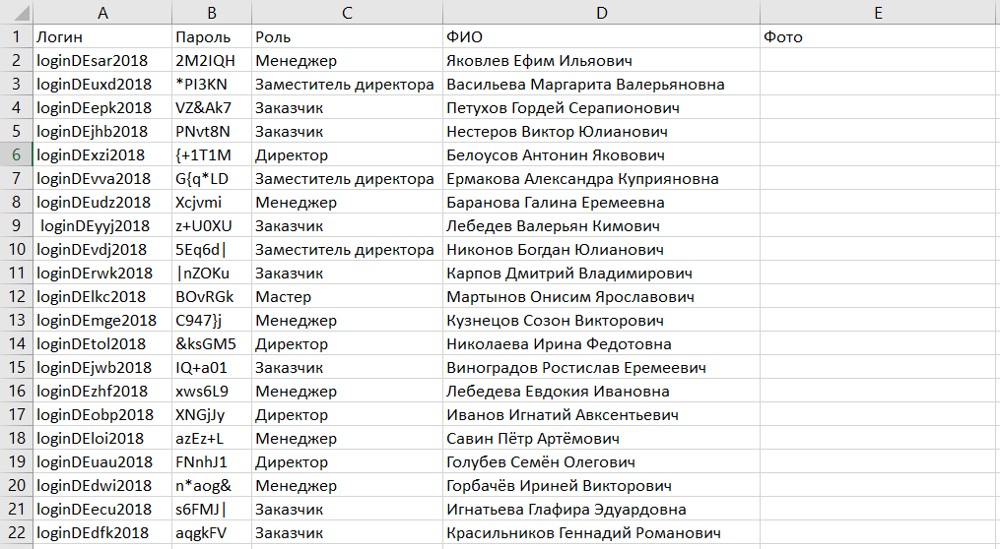 A B C D E
1 Логин Пароль Роль ФИО Фото
2 loginDEsar2018 2M2IQH Менеджер Яковлев Ефим Ильяович
3 loginDEuxd2018 *PI3KN Заместитель директора Васильева Маргарита Валерьяновна
4 loginDEepk2018 VZ&Ak7 Заказчик Петухов Гордей Серапионович
5 loginDEjhb2018 PNvt8N Заказчик Нестеров Виктор Юлианович
6 loginDExzi2018 {+1T1M Директор Белоусов Антонин Яковович
7 loginDEvva2018 G{q*LD Заместитель директора Ермакова Александра Куприяновна
8 loginDEudz2018 Xcjvmi Менеджер Баранова Галина Еремеевна
9 loginDEyyj2018 z+U0XU Заказчик Лебедев Валерьян Кимович
10 loginDEvdj2018 5Eq6d| Заместитель директора Никонов Богдан Юлианович
11 loginDErwk2018 |nZOKu Заказчик Карпов Дмитрий Владимирович
12 loginDElkc2018 BOvRGk Мастер Мартынов Онисим Ярославович
13 loginDEmge2018 C947}j Менеджер Кузнецов Созон Викторович
14 loginDEtol2018 &ksGM5 Директор Николаева Ирина Федотовна
15 loginDEjwb2018 IQ+a01 Заказчик Виноградов Ростислав Еремеевич
16 loginDEzhf2018 xws6L9 Менеджер Лебедева Евдокия Ивановна
17 loginDEobp2018 XNGjJy Директор Иванов Игнатий Авксентьевич
18 loginDEloi2018 azEz+L Менеджер Савин Пётр Артёмович
19 loginDEuau2018 FNnhJ1 Директор Голубев Семён Олегович
20 loginDEdwi2018 n*aog& Менеджер Горбачёв Ириней Викторович
21 loginDEecu2018 s6FMJ| Заказчик Игнатьева Глафира Эдуардовна
22 loginDEdfk2018 aqgkFV Заказчик Красильников Геннадий Романович